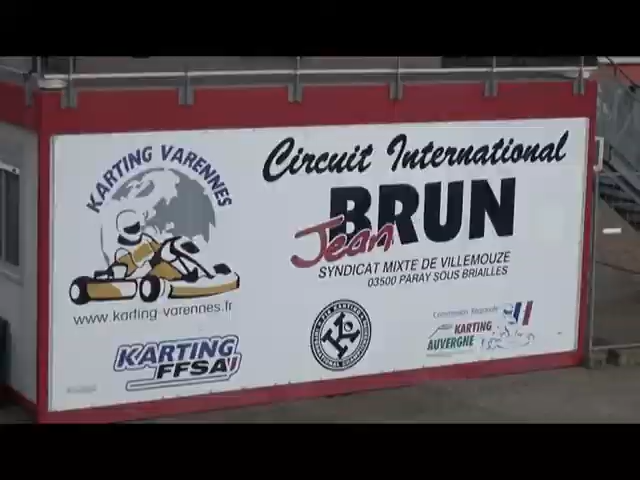 KARTING VARENNES
www.karting-varennes.fr
Circuit International
Jean BRUN
SYNDICAT MIXTE DE VILLEMOUZE
03500 PARAY SOUS BRIAILLES
KARTING
FFSA
KARTING
AUVERGNE